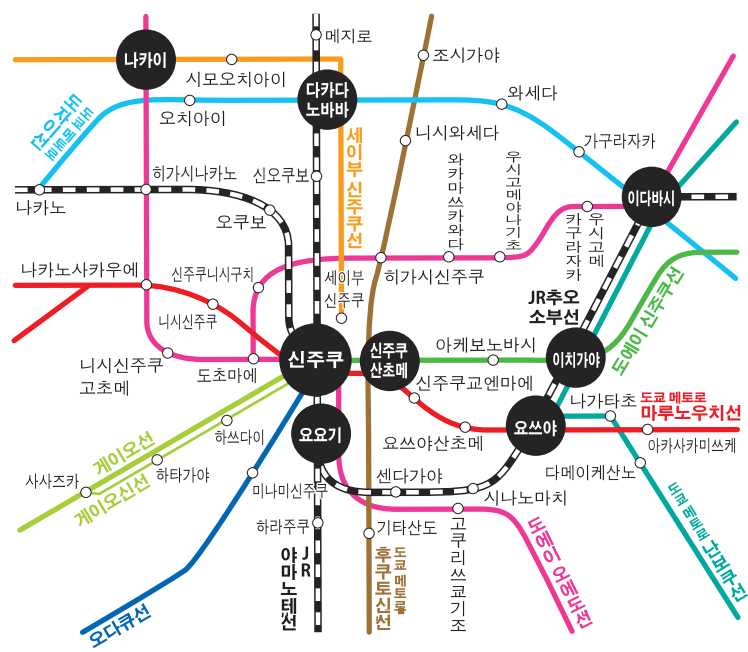 메지로
조시가야
나카이
시모오치아이
다카다
노바바
와세다
도쿄 메트로
도자이선
오치아이
니시와세다
가구라자카
세이부 신주쿠선
와카마쓰카와다
우시고메야나기초
히가시나카노
신오쿠보
이다바시
나카노
오쿠보
카구라자카
우시고메
나카노사카우에
신주쿠니시구치
세이부
신주쿠
히가시신주쿠
JR추오
소부선
도에이 신주쿠선
니시신주쿠
신주쿠
신주쿠
산초메
아케보노바시
이치가야
니시신주쿠
고초메
도초마에
신주쿠교엔마에
나가타초
도쿄 메트로
마루노우치선
요요기
요쓰야
요쓰야산초메
아카사카미쓰케
게이오선
하쓰다이
사사즈카
하타가야
센다가야
다메이케산노
게이오신선
미나미신주쿠
시나노마치
하라주쿠
기타산도
고쿠리쓰쿄기조
도에이 오에도선
도쿄 메트로 난보쿠선
JR
야마노테선
도쿄 메트로
후쿠토신선
오다큐선